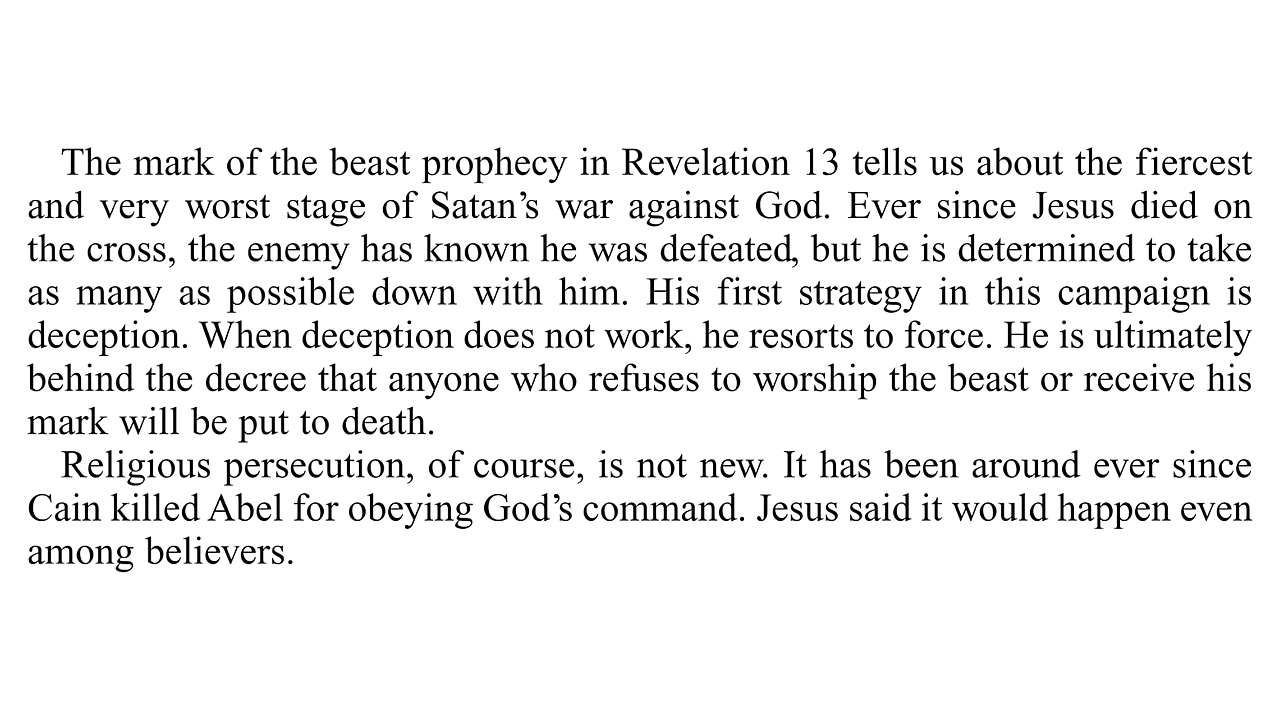 The mark of the beast prophecy in Revelation 13 tells us about the fiercest
and very worst stage of Satan’s war against God. Ever since Jesus died on
the cross, the enemy has known he was defeated, but he is determined to take
as many as possible down with him. His first strategy in this campaign is
deception. When deception does not work, he resorts to force. He is ultimately
behind the decree that anyone who refuses to worship the beast or receive his
mark will be put to death.
Religious persecution, of course, is not new. It has been around ever since
Cain killed Abel for obeying God’s command. Jesus said it would happen even
among believers.